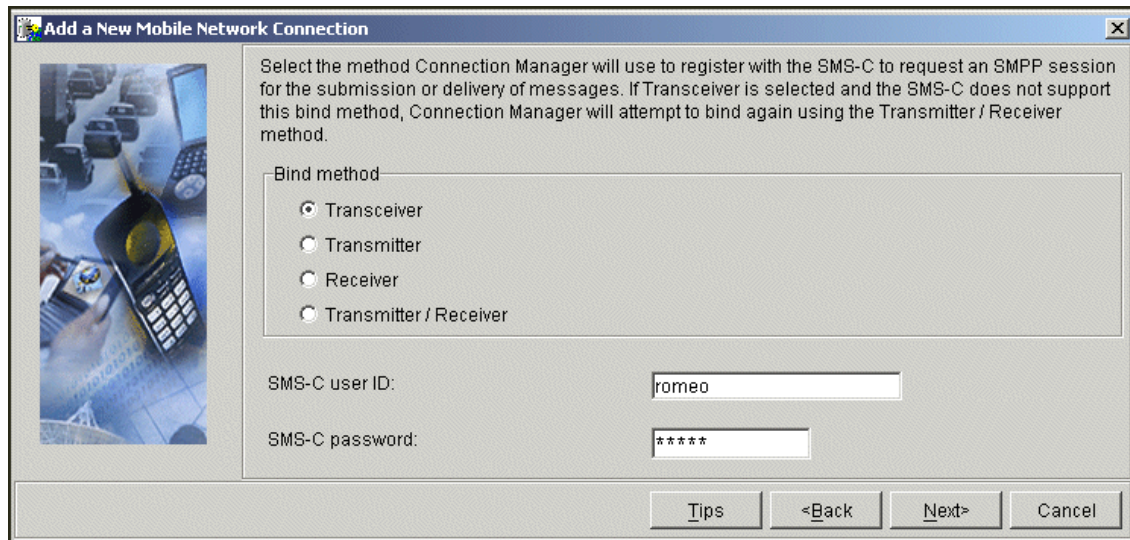 Add a New Mobile Network Connection
Select the method Connection Manager will use to register with the SMS-C to request an SMPP session
for the submission or delivery of messages. If Transceiver is selected and the SMS-C does not support
this bind method, Connection Manager will attempt to bind again using the Transmitter / Receiver
method.
Bind method
Transceiver
Transmitter
Receiver
Transmitter / Receiver
SMS-C user ID:
romeo
SMS-C password:
*****
Tips
<Back
Next>
Cancel